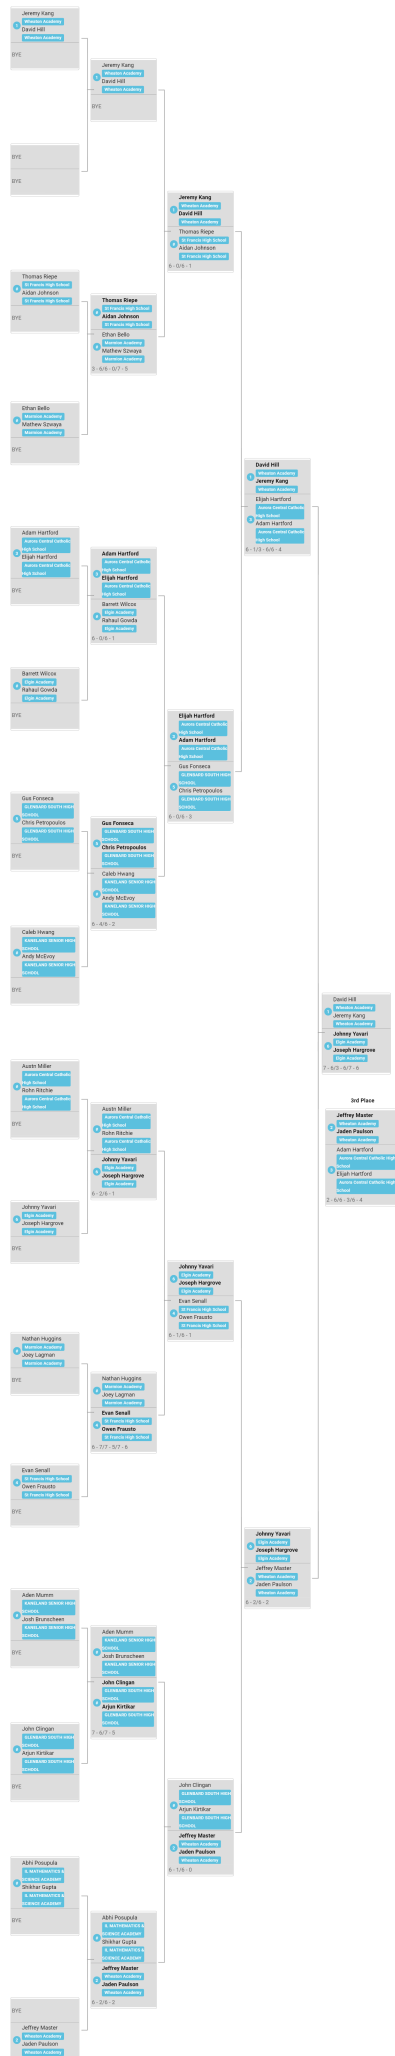 Jeremy Kang
1
Wheaton Academy
David Hill
Wheaton Academy
BYE
BYE
BYE
Thomas Riepe
St Francis High School
Aidan Johnson
St Francis High School
BYE
Ethan Bello
Marmion Academy
Mathew Szwaya
Marmion Academy
BYE
Adam Hartford
Aurora Central Catholic
High School
Elijah Hartford
Aurora Central Catholic
High School
BYE
Barrett Wilcox
Elgin Academy
Rahaul Gowda
Elgin Academy
BYE
Gus Fonseca
GLENBARD SOUTH HIGH
SCHOOL
Chris Petropoulos
GLENBARD SOUTH HIGH
SCHOOL
BYE
Caleb Hwang
KANELAND SENIOR HIGH
SCHOOL
Andy McEvoy
KANELAND SENIOR HIGH
SCHOOL
BYE
Austin Miller
Aurora Central Catholic
High School
Rohn Ritchie
Aurora Central Catholic
High School
BYE
Johnny Yavari
Elgin Academy
Joseph Hargrove
Elgin Academy
BYE
Nathan Huggins
Marmion Academy
Joey Lagman
Marmion Academy
BYE
Evan Senall
St Francis High School
Owen Frausto
St Francis High School
BYE
Aden Mumm
KANELAND SENIOR HIGH
SCHOOL
Josh Brunscheen
KANELAND SENIOR HIGH
SCHOOL
BYE
John Clingan
GLENBARD SOUTH HIGH
SCHOOL
Arjun Kirtikar
GLENBARD SOUTH HIGH
SCHOOL
BYE
Abhi Posupula
IL MATHEMATICS &
SCIENCE ACADEMY
Shikhar Gupta
IL MATHEMATICS &
SCIENCE ACADEMY
BYE
BYE
Jeffrey Master
2
Wheaton Academy
Jaden Paulson
Wheaton Academy
Jeremy Kang
1
Wheaton Academy
David Hill
Wheaton Academy
BYE
Thomas Riepe
St Francis High School
Aidan Johnson
St Francis High School
Ethan Bello
Marmion Academy
Mathew Szwaya
Marmion Academy
3 - 6/6 - 0/7 - 5
Adam Hartford
Aurora Central Catholic
High School
Elijah Hartford
Aurora Central Catholic
High School
Barrett Wilcox
Elgin Academy
Rahaul Gowda
Elgin Academy
6 - 0/6 - 1
Gus Fonseca
GLENBARD SOUTH HIGH
SCHOOL
Chris Petropoulos
GLENBARD SOUTH HIGH
SCHOOL
Caleb Hwang
KANELAND SENIOR HIGH
SCHOOL
Andy McEvoy
KANELAND SENIOR HIGH
SCHOOL
6 - 4/6 - 2
Austin Miller
Aurora Central Catholic
High School
Rohn Ritchie
Aurora Central Catholic
High School
Johnny Yavari
Elgin Academy
Joseph Hargrove
Elgin Academy
6 - 2/6 - 1
Nathan Huggins
Marmion Academy
Joey Lagman
Marmion Academy
Evan Senall
St Francis High School
Owen Frausto
St Francis High School
6 - 7/7 - 5/7 - 6
Aden Mumm
KANELAND SENIOR HIGH
SCHOOL
Josh Brunscheen
KANELAND SENIOR HIGH
SCHOOL
John Clingan
GLENBARD SOUTH HIGH
SCHOOL
Arjun Kirtikar
GLENBARD SOUTH HIGH
SCHOOL
7 - 6/7 - 5
Abhi Posupula
IL MATHEMATICS &
SCIENCE ACADEMY
Shikhar Gupta
IL MATHEMATICS &
SCIENCE ACADEMY
Jeffrey Master
Wheaton Academy
Jaden Paulson
Wheaton Academy
6 - 2/6 - 2
Jeremy Kang
1
Wheaton Academy
David Hill
Wheaton Academy
Thomas Riepe
St Francis High School
Aidan Johnson
St Francis High School
6 - 0/6 - 1
Elijah Hartford
Aurora Central Catholic
High School
Adam Hartford
Aurora Central Catholic
High School
Gus Fonseca
GLENBARD SOUTH HIGH
SCHOOL
Chris Petropoulos
GLENBARD SOUTH HIGH
SCHOOL
6 - 0/6 - 3
Johnny Yavari
Elgin Academy
Joseph Hargrove
Elgin Academy
Evan Senall
St Francis High School
Owen Frausto
St Francis High School
6 - 1/6 - 1
John Clingan
GLENBARD SOUTH HIGH
SCHOOL
Arjun Kirtikar
GLENBARD SOUTH HIGH
SCHOOL
Jeffrey Master
Wheaton Academy
Jaden Paulson
Wheaton Academy
6 - 1/6 - 0
David Hill
1
Wheaton Academy
Jeremy Kang
Wheaton Academy
Elijah Hartford
Aurora Central Catholic
High School
Adam Hartford
Aurora Central Catholic
High School
6 - 1/3 - 6/6 - 4
Johnny Yavari
Elgin Academy
Joseph Hargrove
Elgin Academy
Jeffrey Master
Wheaton Academy
Jaden Paulson
Wheaton Academy
6 - 2/6 - 2
David Hill
1
Wheaton Academy
Jeremy Kang
Wheaton Academy
Johnny Yavari
Elgin Academy
Joseph Hargrove
Elgin Academy
7 - 6/3 - 6/7 - 6
3rd Place
Jeffrey Master
Wheaton Academy
Jaden Paulson
Wheaton Academy
Adam Hartford
Aurora Central Catholic High
School
Elijah Hartford
Aurora Central Catholic High
School
2 - 6/6 - 3/6 - 4